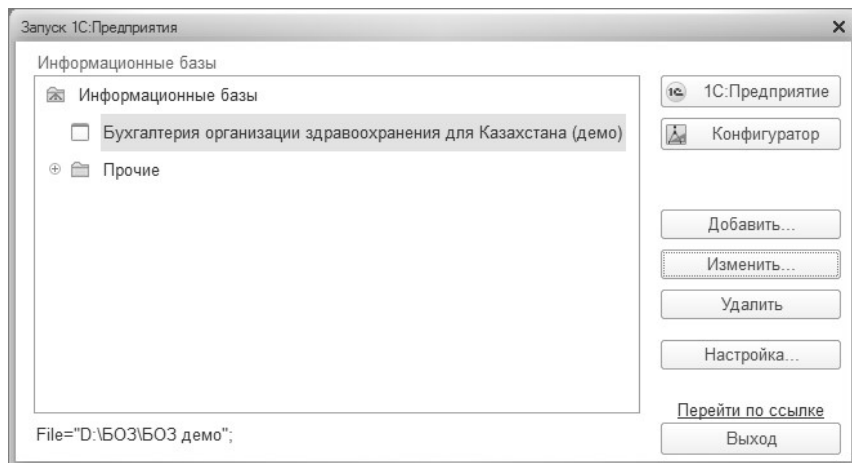 Запуск 1С:Предприятия
Информационные базы
Информационные базы
Бухгалтерия организации здравоохранения для Казахстана (демо)
Прочие
1С:Предприятие
Конфигуратор
Добавить...
Изменить...
Удалить
Настройка...
Перейти по ссылке
File="D:\БОЗ\БОЗ демо";
Выход